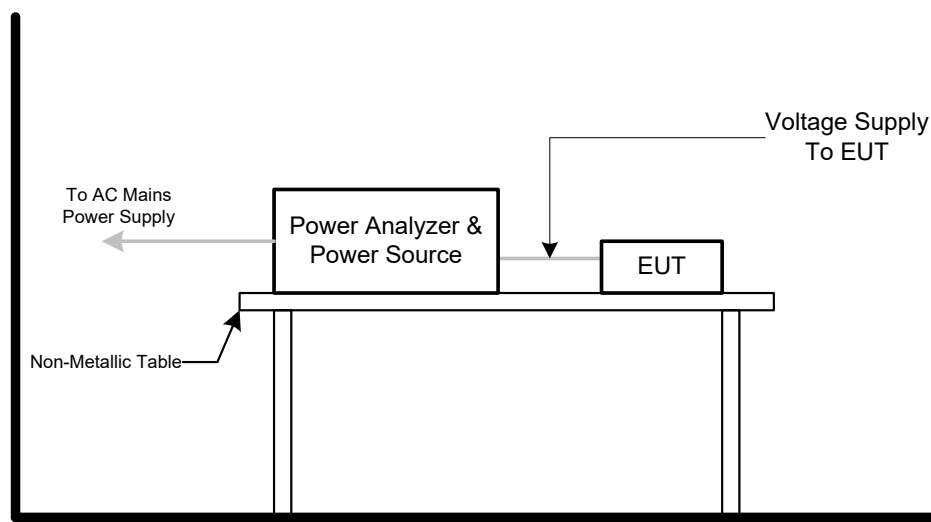 Voltage Supply
To EUT
To AC Mains
Power Supply
Power Analyzer &
Power Source
EUT
Non-Metallic Table